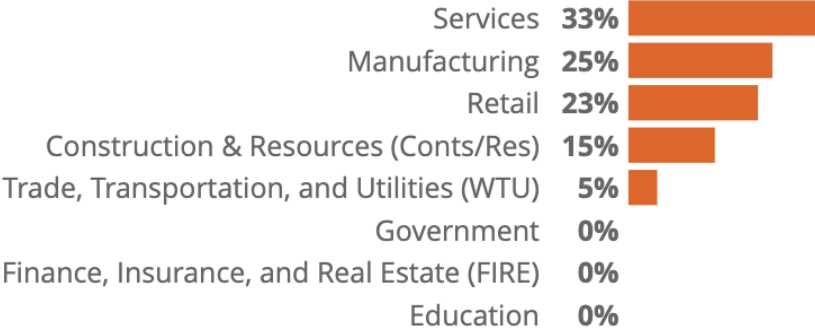 Services 33%
Manufacturing 25%
Retail 23%
Construction & Resources (Conts/Res) 15%
Trade, Transportation, and Utilities (WTU) 5%
Government 0%
Finance, Insurance, and Real Estate (FIRE) 0%
Education 0%